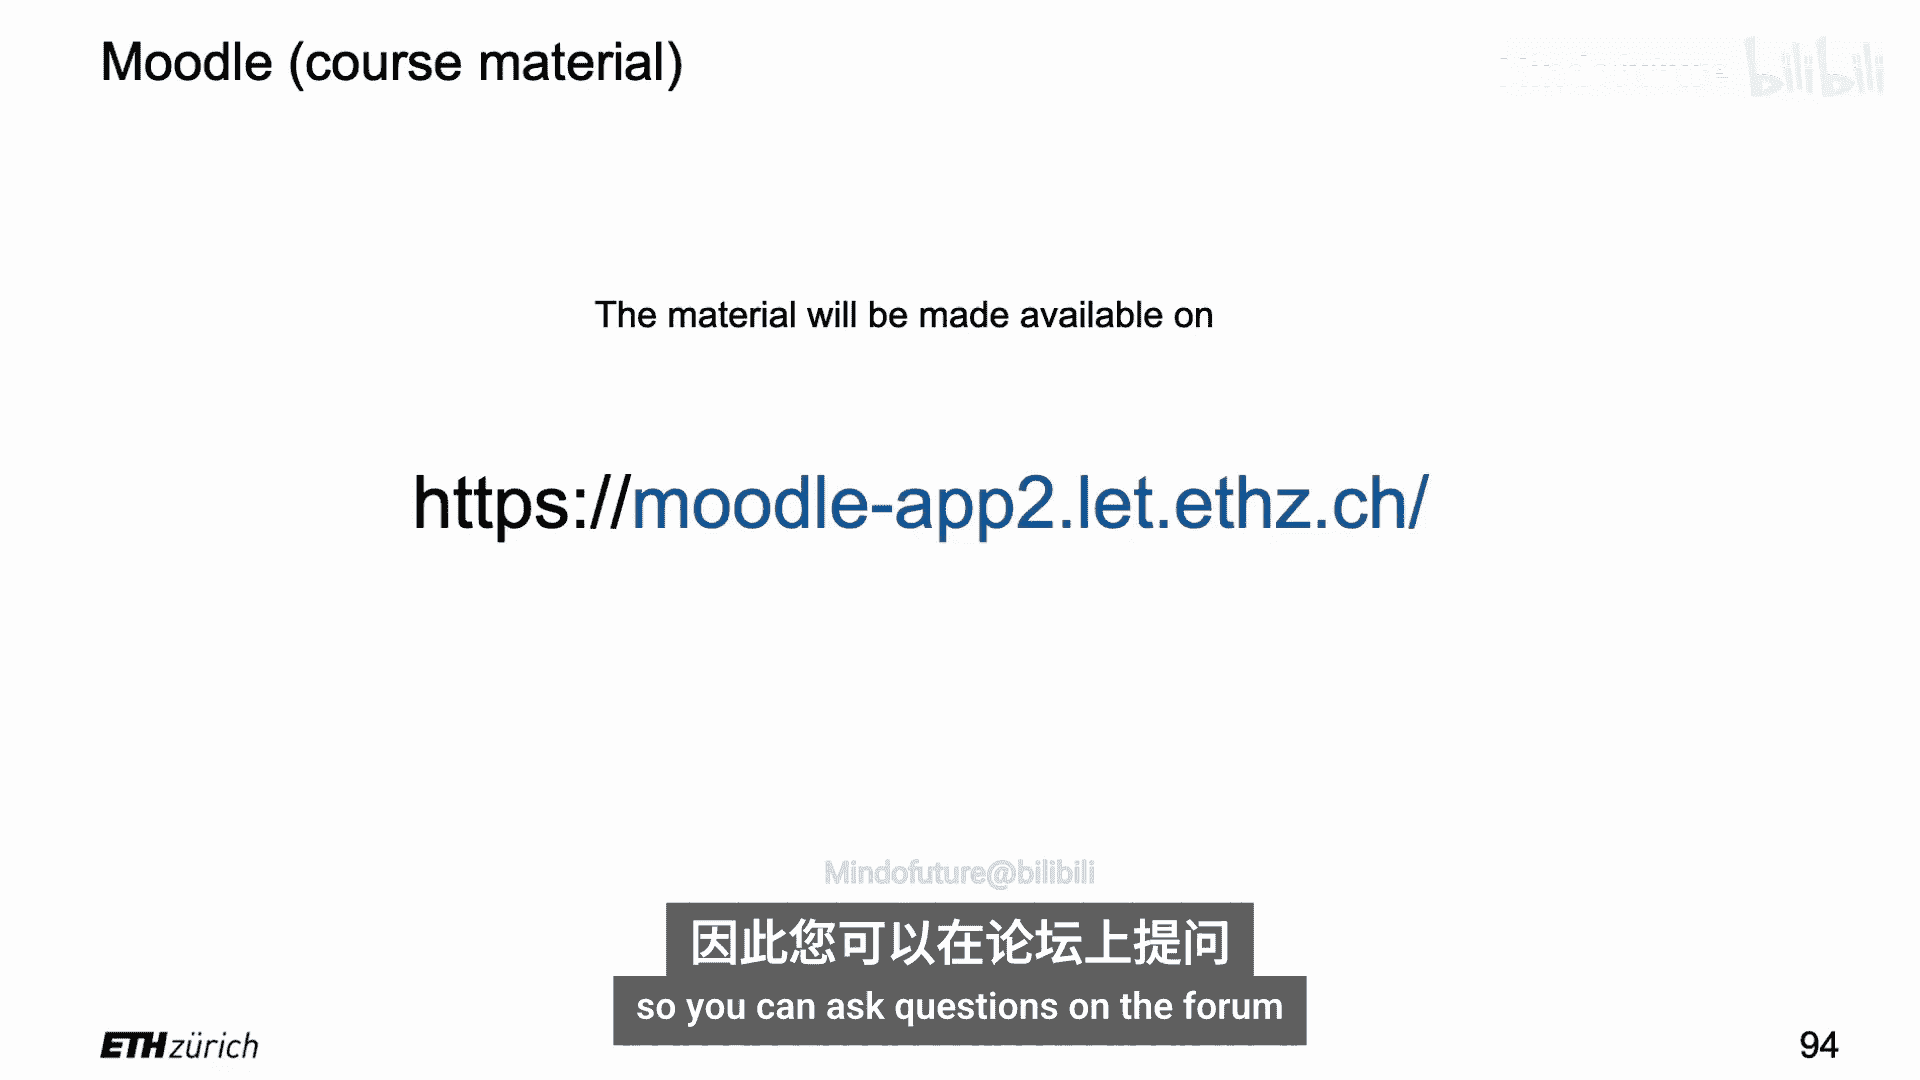 Moodle (course material)
bilibili
The material will be made available on
https://moodle-app2.let.ethz.ch/
Mindofuture@bilibili
因此您可以在论坛上提问
so you can ask questions on the forum
ETH zürich
94